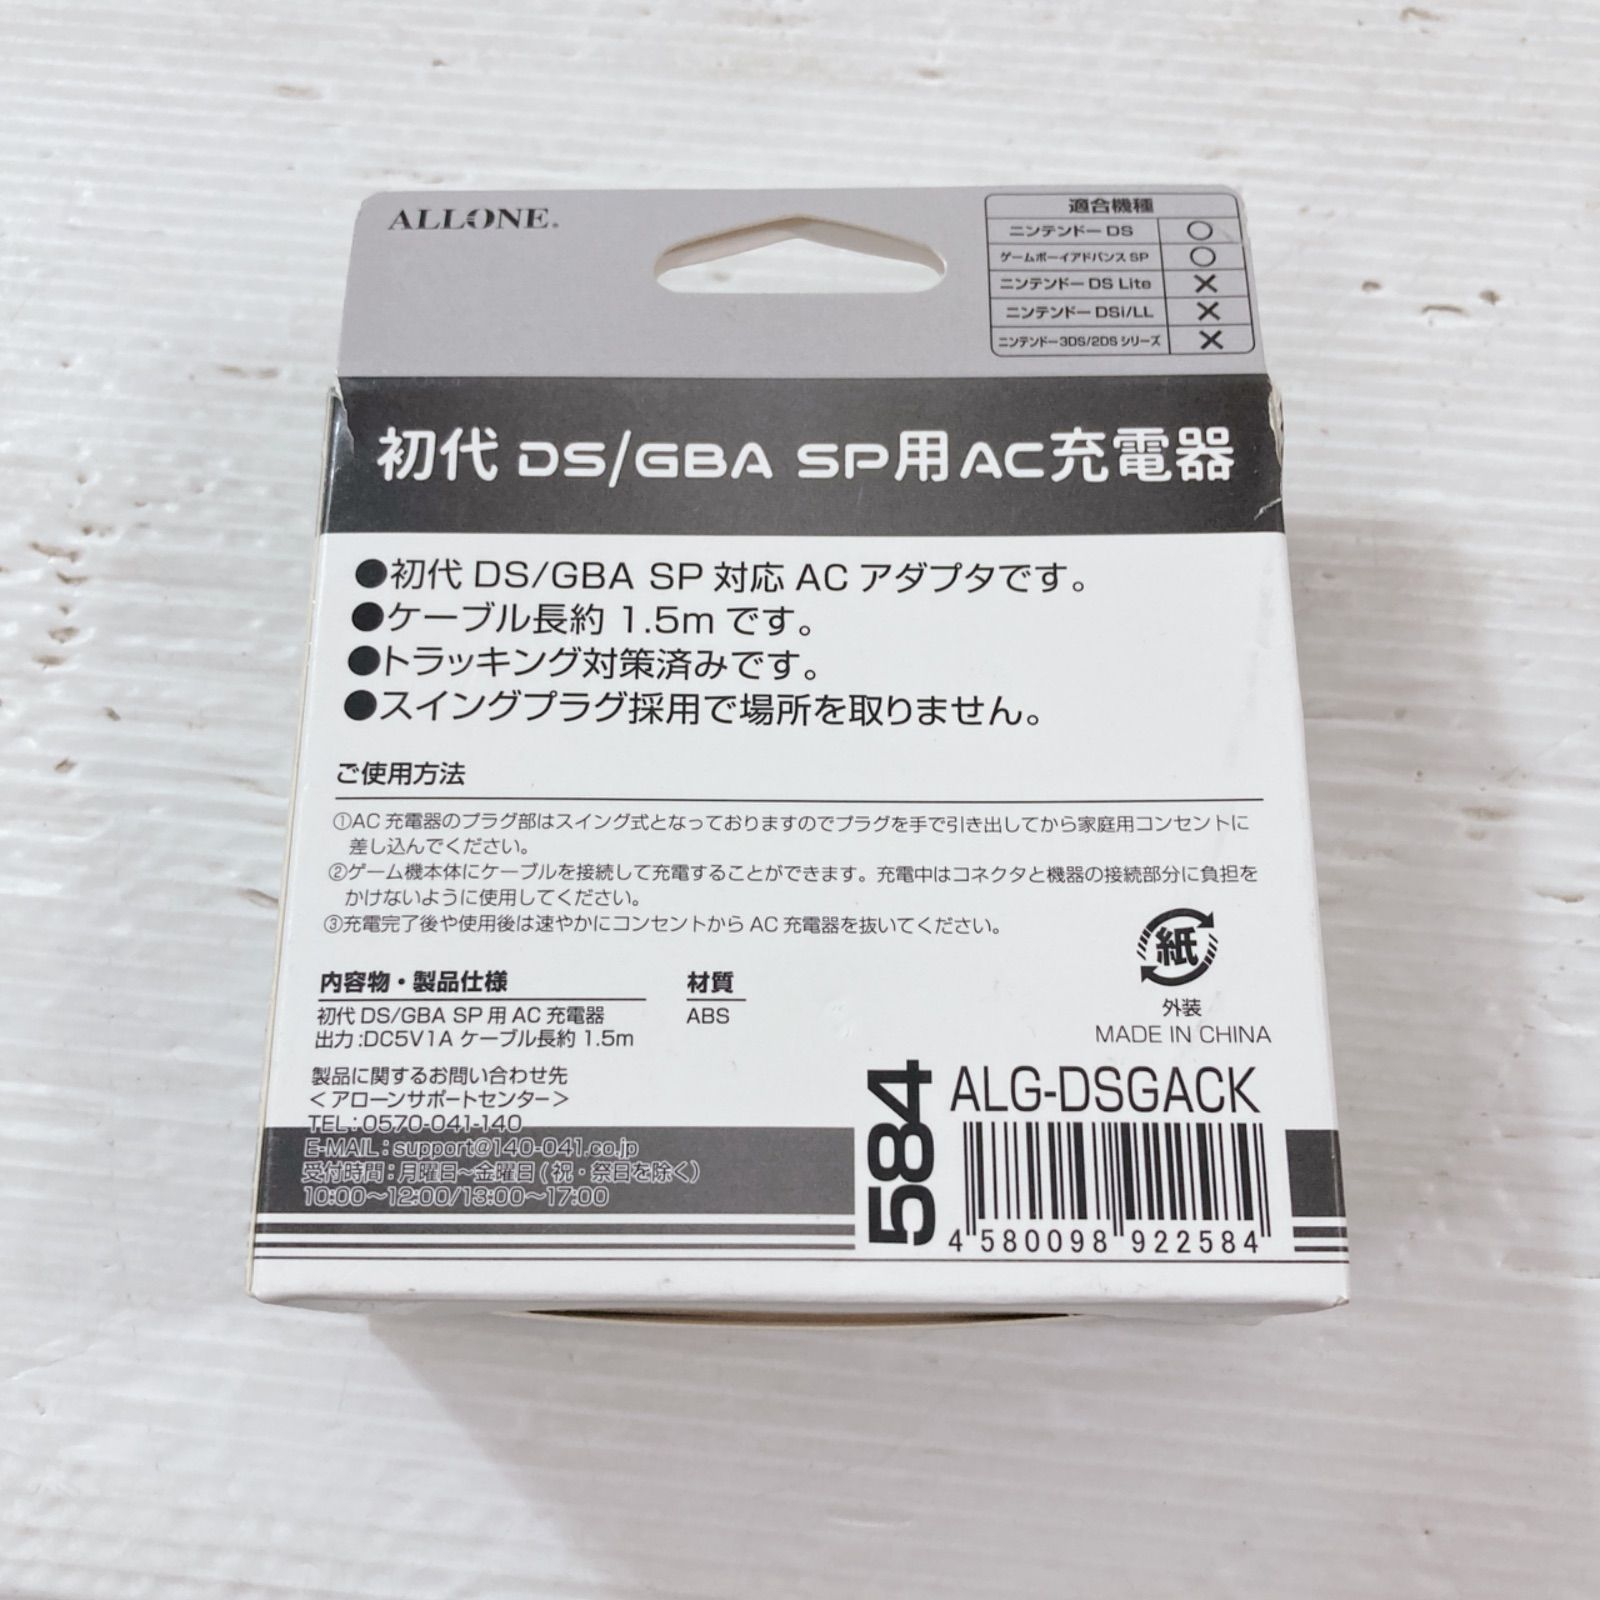 ALLONE®
適合機種
ニンテンドーDS ○
ゲームボーイアドバンスSP ○
ニンテンドーDS Lite ×
ニンテンドーDSi/LL ×
ニンテンドー3DS/2DSシリーズ ×
初代 DS/GBA SP用AC充電器
●初代 DS/GBA SP 対応 AC アダプタです。
●ケーブル長約 1.5m です。
●トラッキング対策済みです。
●スイングプラグ採用で場所を取りません。
ご使用方法
①AC 充電器のプラグ部はスイング式となっておりますのでプラグを手で引き出してから家庭用コンセントに
差し込んでください。
②ゲーム機本体にケーブルを接続して充電することができます。充電中はコネクタと機器の接続部分に負担を
かけないように使用してください。
③充電完了後や使用後は速やかにコンセントから AC 充電器を抜いてください。
紙
外装
MADE IN CHINA
内容物・製品仕様
初代 DS/GBA SP 用 AC 充電器
出力:DC5V1A ケーブル長約 1.5m
材質
ABS
製品に関するお問い合わせ先
<アローンサポートセンター>
TEL:0570-041-140
E-MAIL:support@140-041.co.jp
受付時間:月曜日~金曜日(祝・祭日を除く)
10:00~12:00/13:00~17:00
584
ALG-DSGACK
4 580098 922584